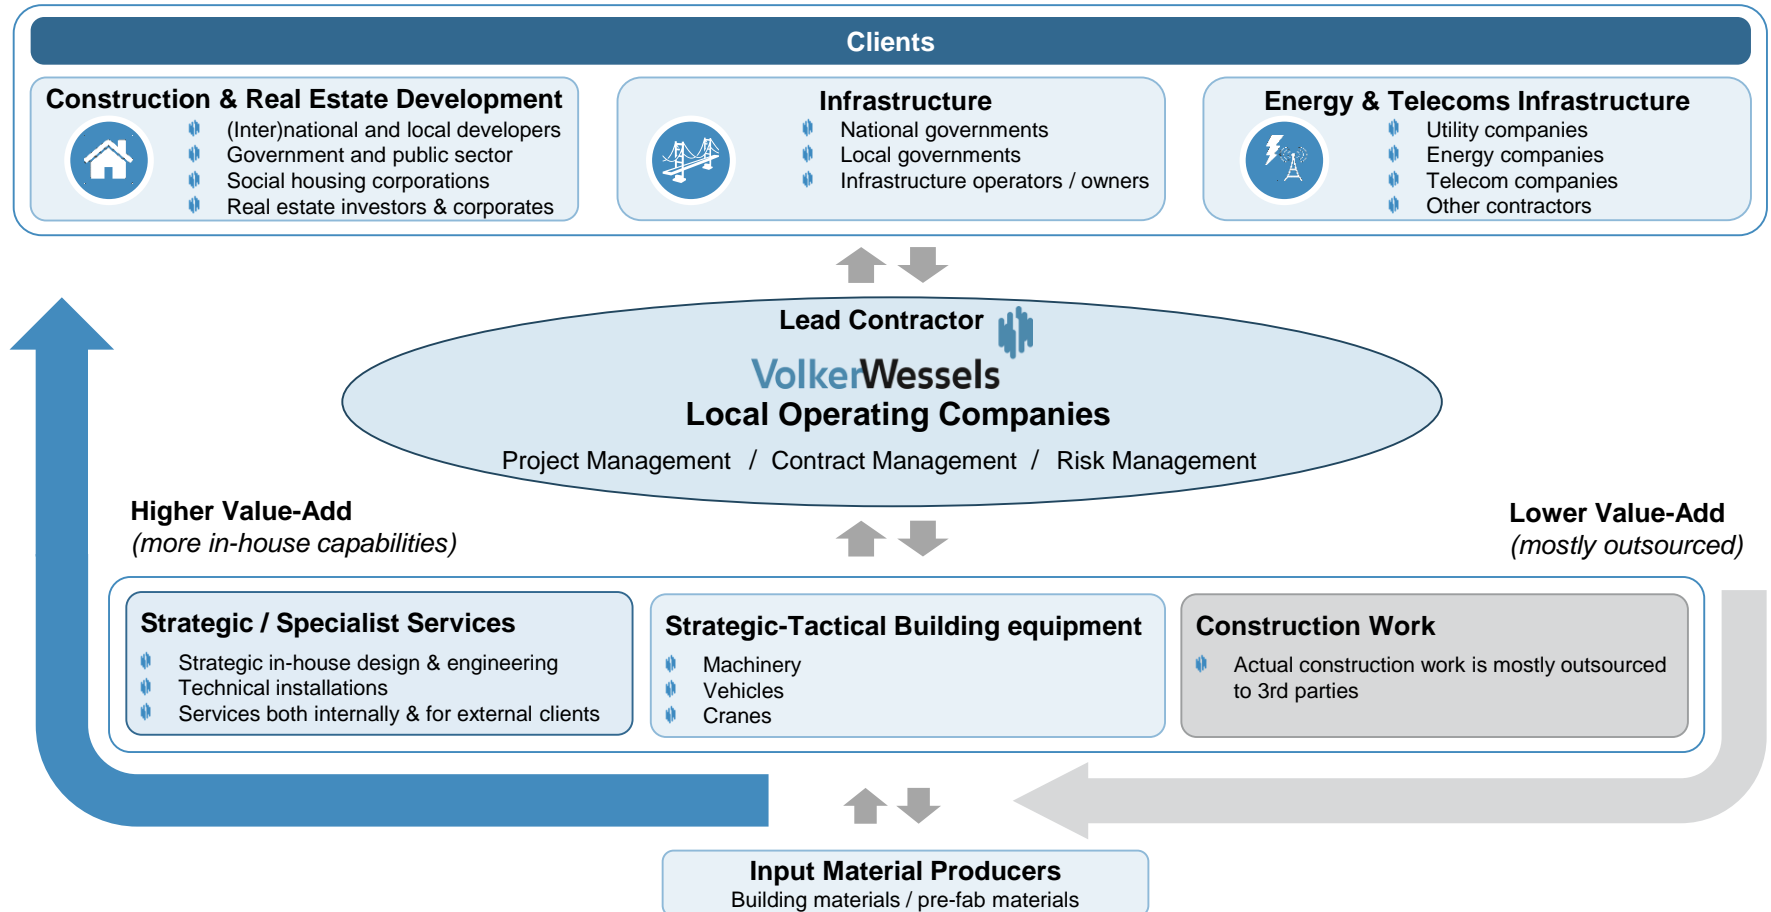 Clients
Construction & Real Estate Development
(Inter)national and local developers
Government and public sector
Social housing corporations
Real estate investors & corporates
Infrastructure
National governments
Local governments
Infrastructure operators / owners
Energy & Telecoms Infrastructure
Utility companies
Energy companies
Telecom companies
Other contractors
Lead Contractor
VolkerWessels
Local Operating Companies
Project Management / Contract Management / Risk Management
Higher Value-Add
(more in-house capabilities)
Lower Value-Add
(mostly outsourced)
Strategic / Specialist Services
Strategic in-house design & engineering
Technical installations
Services both internally & for external clients
Strategic-Tactical Building equipment
Machinery
Vehicles
Cranes
Construction Work
Actual construction work is mostly outsourced
to 3rd parties
Input Material Producers
Building materials / pre-fab materials